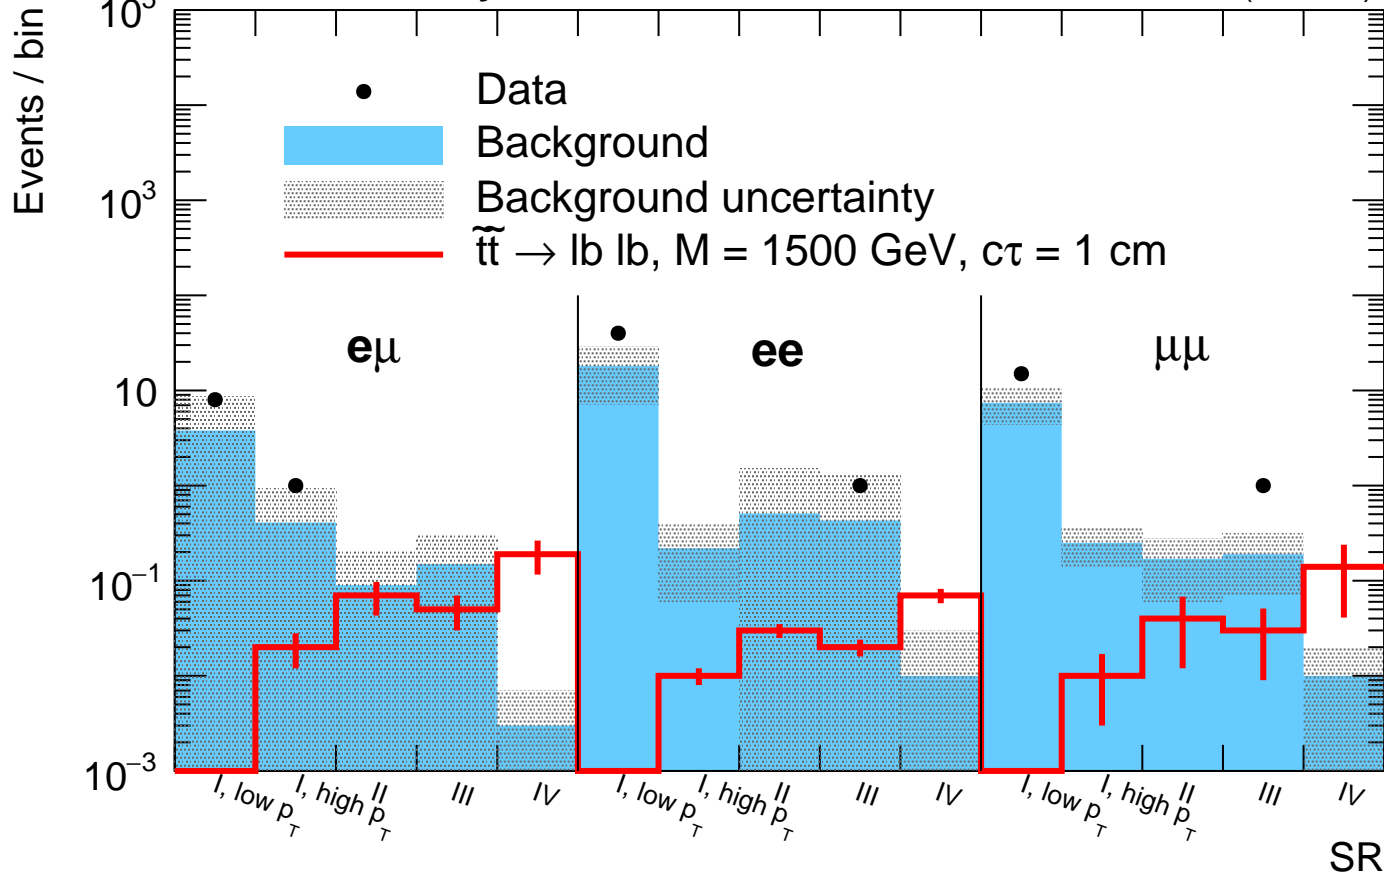 10⁵
Events / bin
Data
Background
Background uncertainty
t̃t̃ → lb lb, M = 1500 GeV, cτ = 1 cm
10³
eμ
ee
μμ
10
10⁻¹
10⁻³
I, low p_T
I, high p_T
II
III
IV
I, low p_T
I, high p_T
II
III
IV
I, low p_T
I, high p_T
II
III
IV
SR